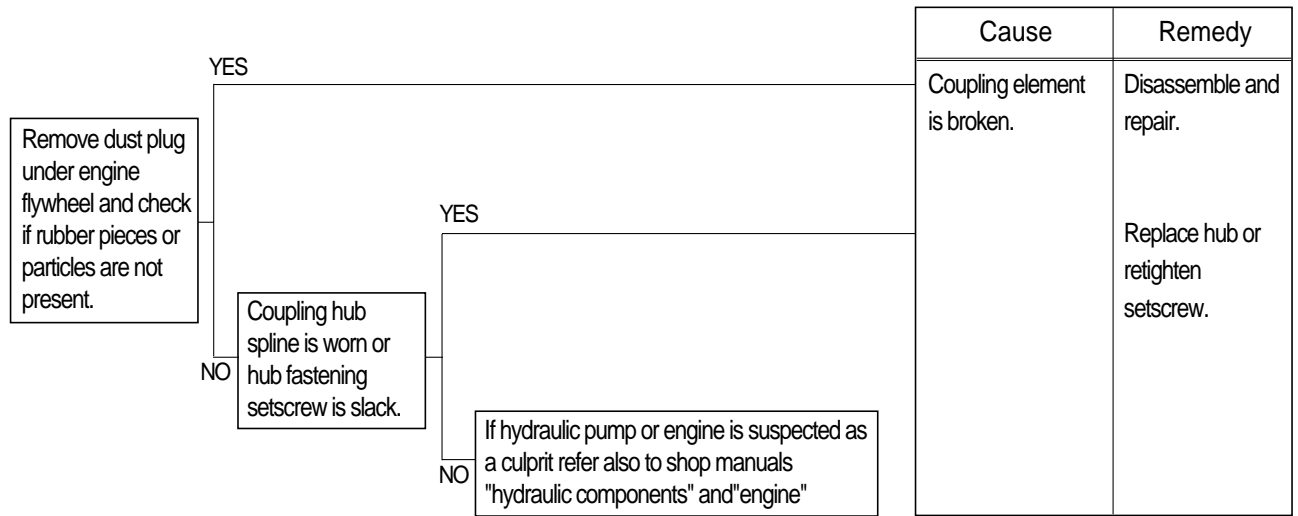 Cause
Remedy
YES
Coupling element
is broken.
Disassemble and
repair.
Remove dust plug
under engine
flywheel and check
if rubber pieces or
particles are not
present.
YES
Replace hub or
retighten
setscrew.
NO
Coupling hub
spline is worn or
hub fastening
setscrew is slack.
NO
If hydraulic pump or engine is suspected as
a culprit refer also to shop manuals
"hydraulic components" and"engine"